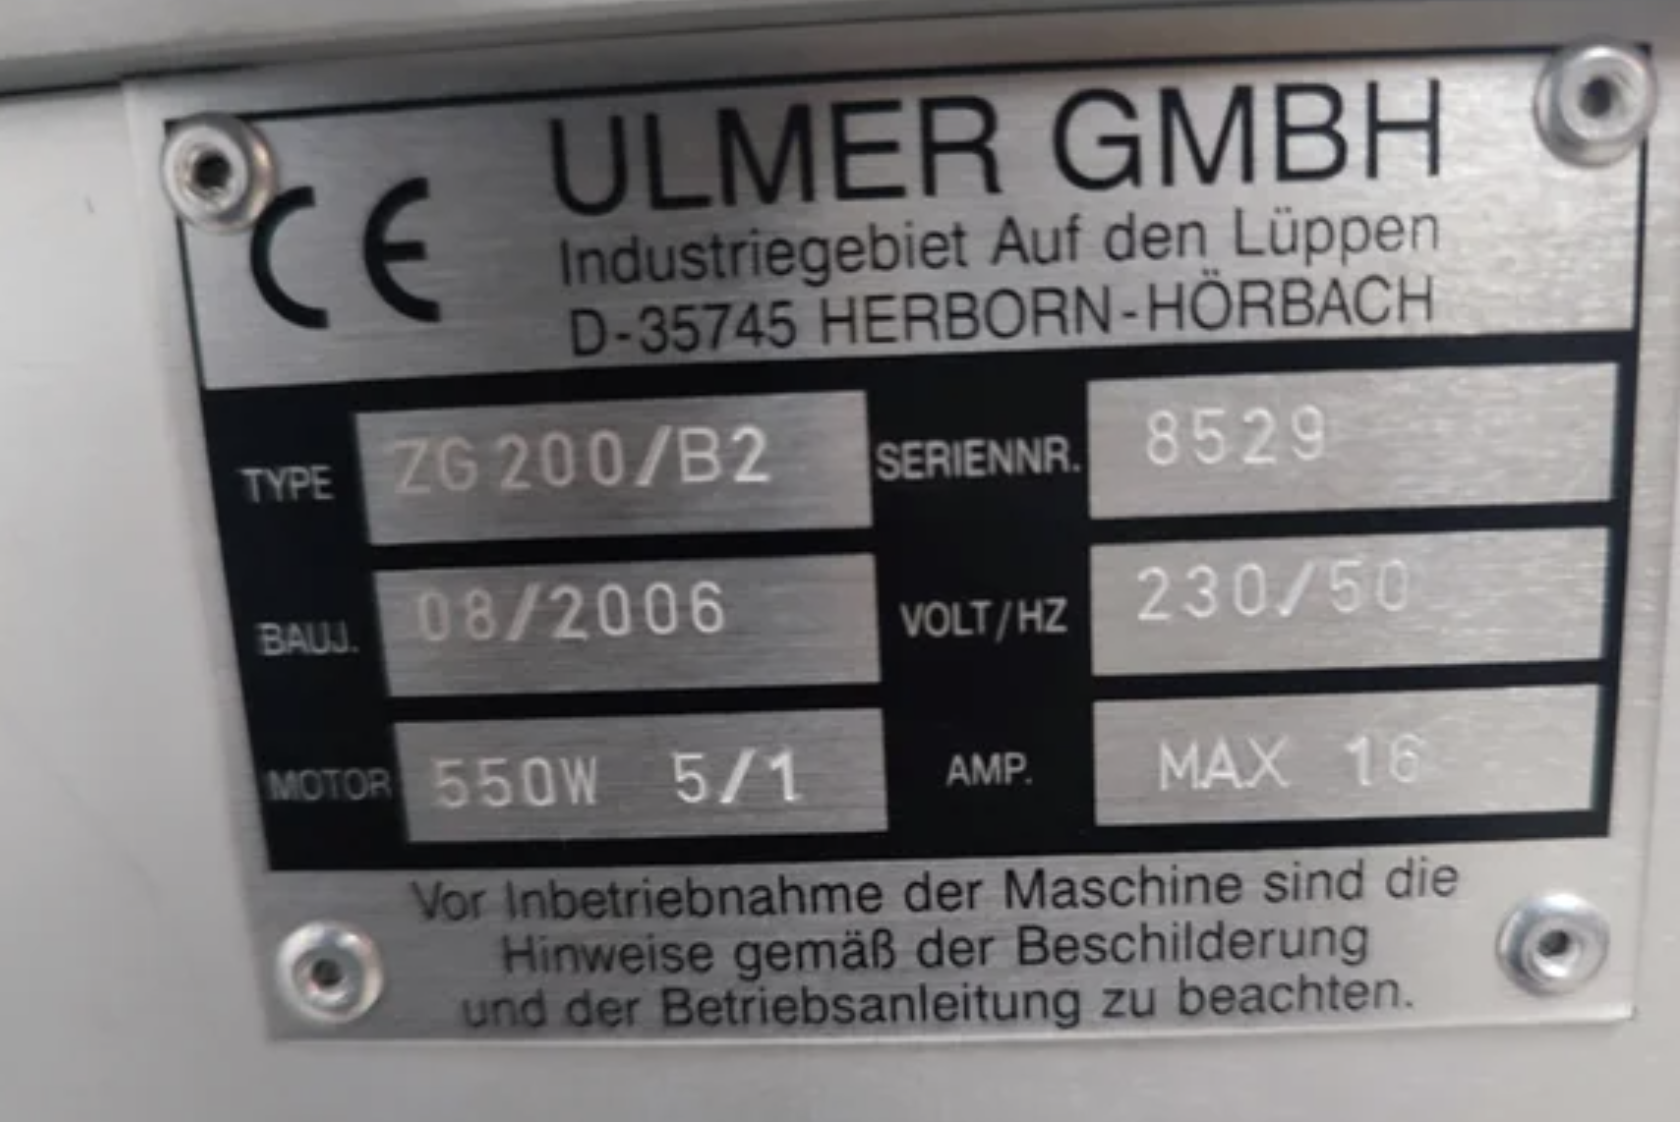 CE
ULMER GMBH
Industriegebiet Auf den Lüppen
D-35745 HERBORN-HÖRBACH
TYPE ZG200/B2 SERIENNR. 8529
BAUJ. 08/2006 VOLT/HZ 230/50
MOTOR 550W 5/1 AMP. MAX 16
Vor Inbetriebnahme der Maschine sind die
Hinweise gemäß der Beschilderung
und der Betriebsanleitung zu beachten.